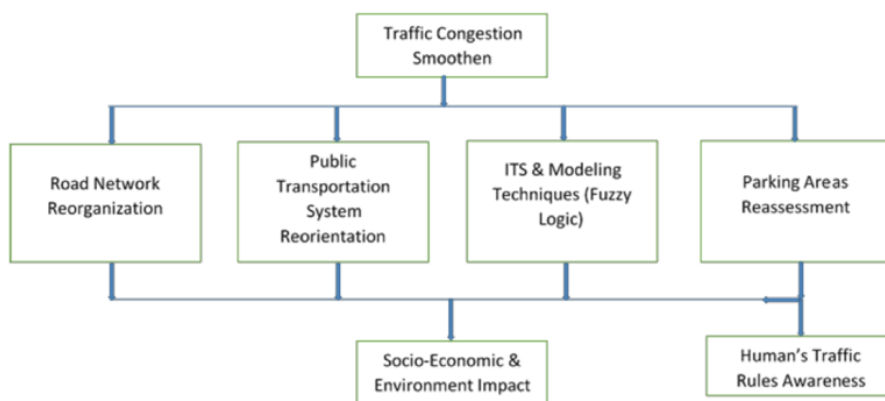 Traffic Congestion
Smoothen
Road Network
Reorganization
Public
Transportation
System
Reorientation
ITS & Modeling
Techniques (Fuzzy
Logic)
Parking Areas
Reassessment
Socio-Economic &
Environment Impact
Human's Traffic
Rules Awareness